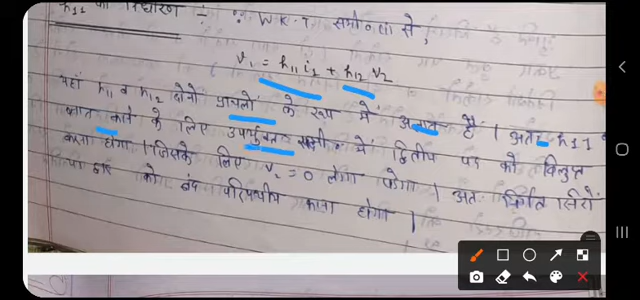 h11 का निर्धारण ÷ ∵ W.K.T. समी० (1) से,
V1 = h11 i1 + h12 V2
यहाँ h11 व h12 दोनो प्राचलों के रूप में अज्ञात है। अतः h11
ज्ञात करने के लिए उपर्युक्त समी० में द्वितीय पद को विलुप्त
करना होगा। जिसके लिए V2 = 0 लेना पड़ेगा। अतः निर्गत सिरों
को लघु परिपथीय करना होगा।